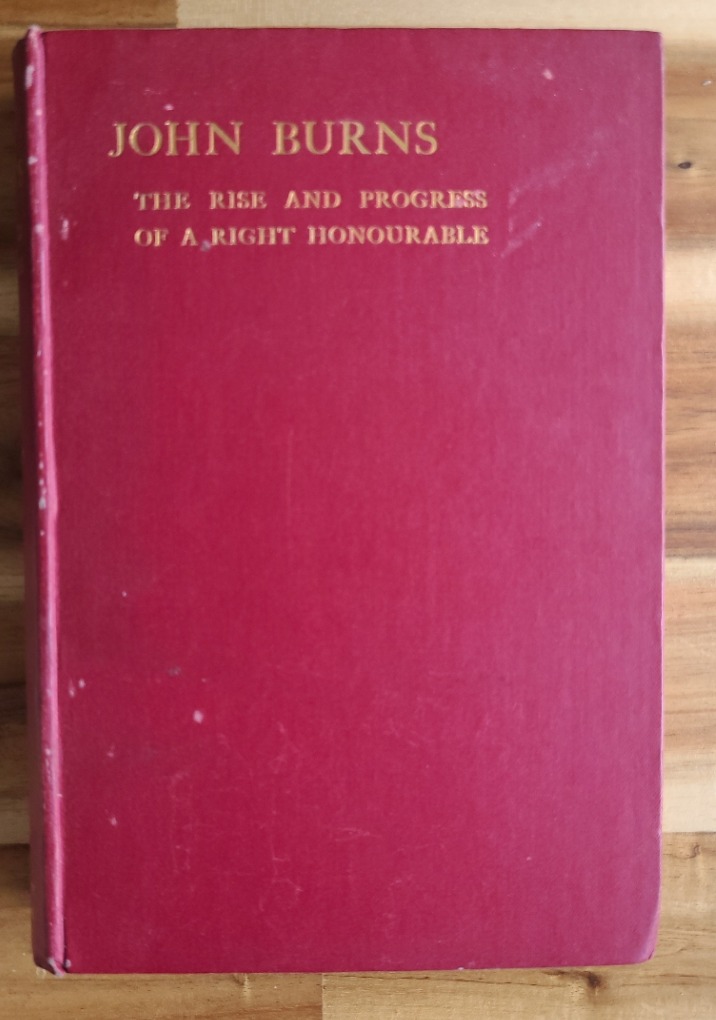 JOHN BURNS
THE RISE AND PROGRESS
OF A RIGHT HONOURABLE